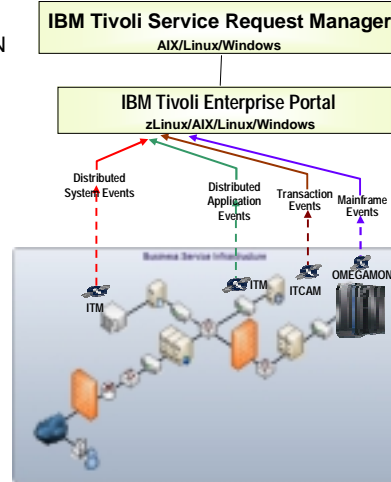 IBM Tivoli Service Request Manager
AIX/Linux/Windows
N
IBM Tivoli Enterprise Portal
zLinux/AIX/Linux/Windows
Distributed
System Events
Distributed
Application
Events
Transaction
Events
Mainframe
Events
Business Service Infrastructure
ITM
ITM
ITCAM
OMEGAMON